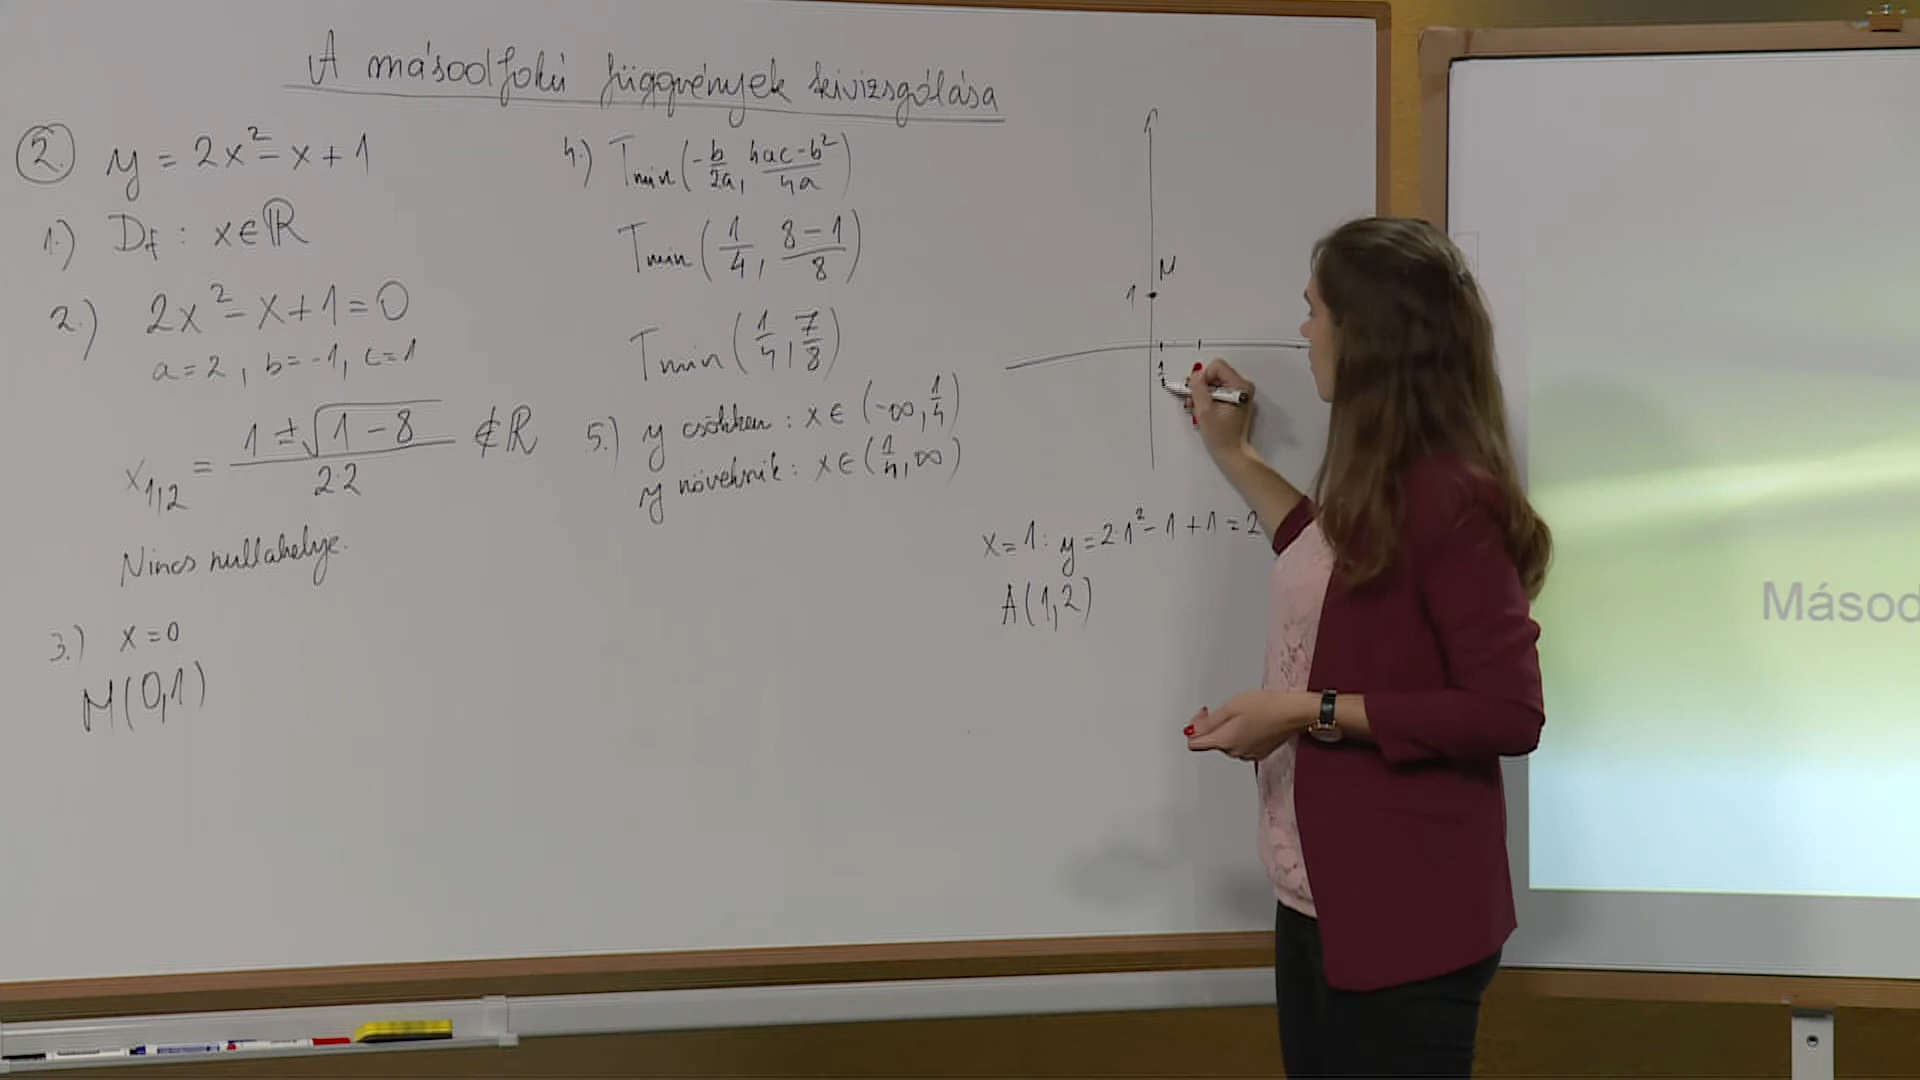 A másodfokú függvények kivizsgálása
2. y = 2x² - x + 1
1.) Df : x∈ℝ
2.) 2x² - x + 1 = 0
a = 2, b = -1, c = 1
x1,2 = (1 ± √(1 - 8)) / (2·2) ∉ ℝ
Nincs nullahelye.
3.) x = 0
M(0,1)
4.) Tmin(-b/2a, (4ac-b²)/4a)
Tmin(1/4, (8-1)/8)
Tmin(1/4, 7/8)
5.) y csökken : x∈(-∞, 1/4)
y növekszik : x∈(1/4, ∞)
M
1
1
x = 1 : y = 2·1² - 1 + 1 = 2
A(1,2)
Másod